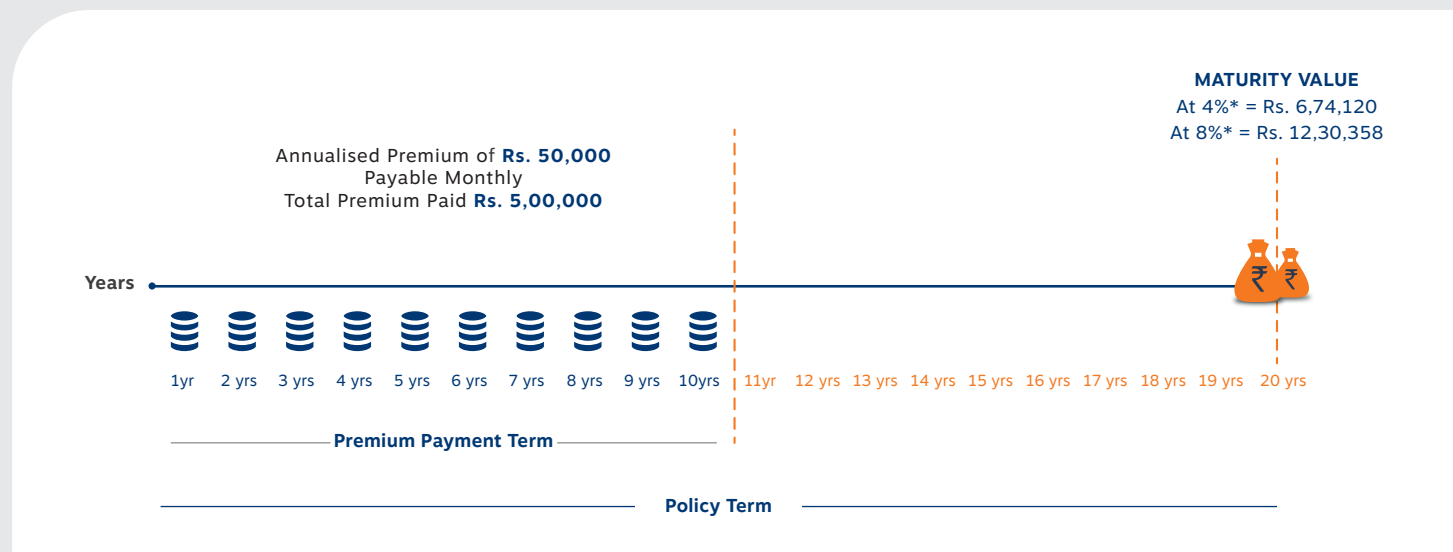 MATURITY VALUE
At 4%* = Rs. 6,74,120
At 8%* = Rs. 12,30,358
Annualised Premium of Rs. 50,000
Payable Monthly
Total Premium Paid Rs. 5,00,000
Years
₹ ₹
1yr 2 yrs 3 yrs 4 yrs 5 yrs 6 yrs 7 yrs 8 yrs 9 yrs 10yrs 11yr 12 yrs 13 yrs 14 yrs 15 yrs 16 yrs 17 yrs 18 yrs 19 yrs 20 yrs
Premium Payment Term
Policy Term